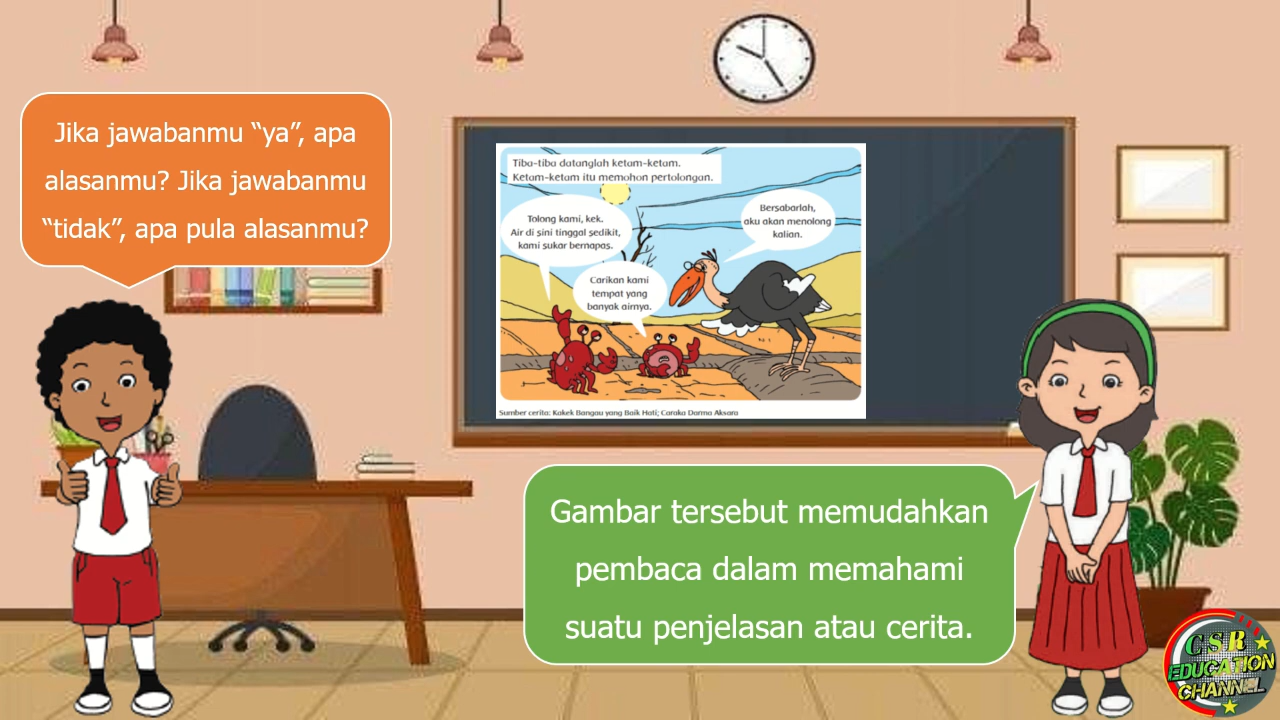 Jika jawabanmu “ya”, apa
alasanmu? Jika jawabanmu
“tidak”, apa pula alasanmu?
Tiba-tiba datanglah ketam-ketam.
Ketam-ketam itu memohon pertolongan.
Tolong kami, kek.
Air di sini tinggal sedikit,
kami sukar bernapas.
Bersabarlah,
aku akan menolong
kalian.
Carikan kami
tempat yang
banyak airnya.
Sumber cerita: Kakek Bangau yang Baik Hati; Caraka Darma Aksara
Gambar tersebut memudahkan
pembaca dalam memahami
suatu penjelasan atau cerita.
CSR
EDUCATION
CHANNEL